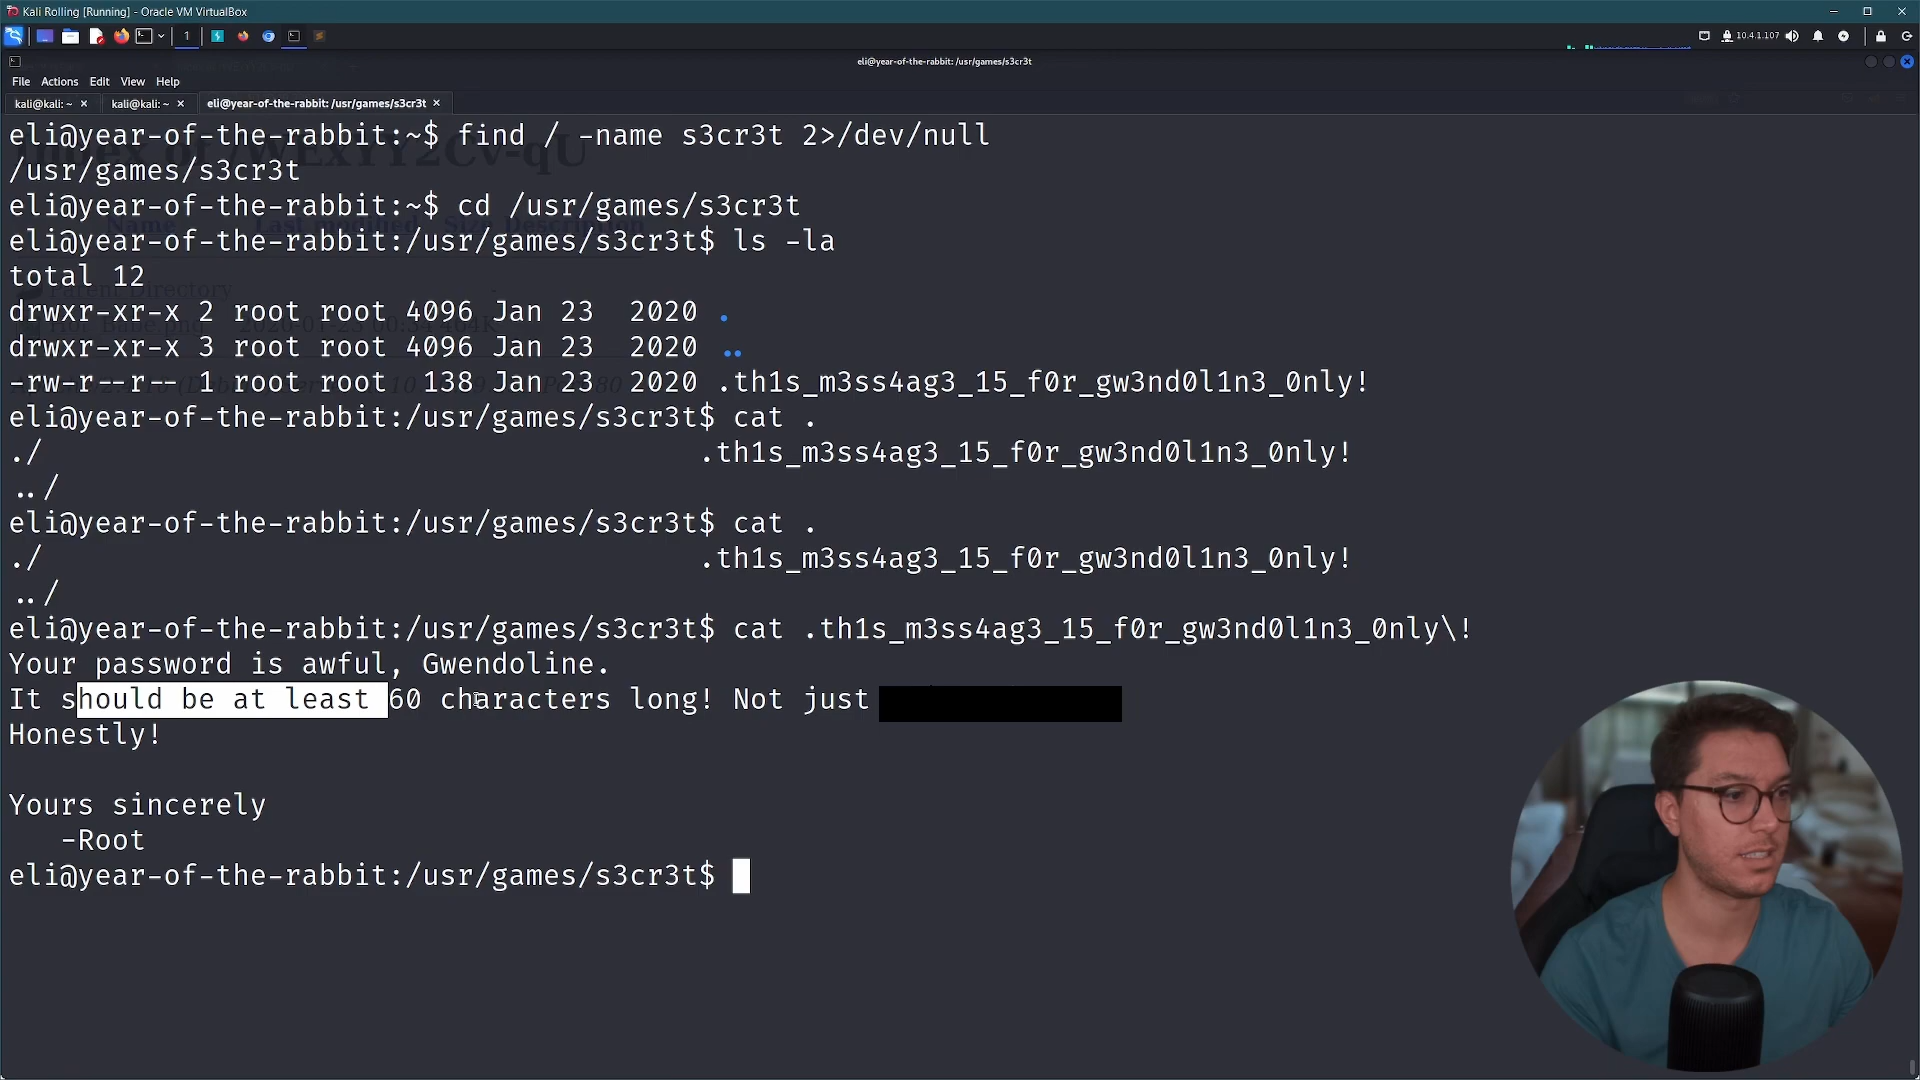 Kali Rolling [Running] - Oracle VM VirtualBox
1
10.4.1.107
eli@year-of-the-rabbit: /usr/games/s3cr3t
File Actions Edit View Help
kali@kali: ~ × kali@kali: ~ × eli@year-of-the-rabbit: /usr/games/s3cr3t ×
eli@year-of-the-rabbit:~$ find / -name s3cr3t 2>/dev/null
/usr/games/s3cr3t
eli@year-of-the-rabbit:~$ cd /usr/games/s3cr3t
eli@year-of-the-rabbit:/usr/games/s3cr3t$ ls -la
total 12
drwxr-xr-x 2 root root 4096 Jan 23  2020 .
drwxr-xr-x 3 root root 4096 Jan 23  2020 ..
-rw-r--r-- 1 root root  138 Jan 23  2020 .th1s_m3ss4ag3_15_f0r_gw3nd0l1n3_0nly!
eli@year-of-the-rabbit:/usr/games/s3cr3t$ cat .
./ .th1s_m3ss4ag3_15_f0r_gw3nd0l1n3_0nly!
../
eli@year-of-the-rabbit:/usr/games/s3cr3t$ cat .
./ .th1s_m3ss4ag3_15_f0r_gw3nd0l1n3_0nly!
../
eli@year-of-the-rabbit:/usr/games/s3cr3t$ cat .th1s_m3ss4ag3_15_f0r_gw3nd0l1n3_0nly\!
Your password is awful, Gwendoline.
It should be at least 60 characters long! Not just
Honestly!
Yours sincerely
-Root
eli@year-of-the-rabbit:/usr/games/s3cr3t$